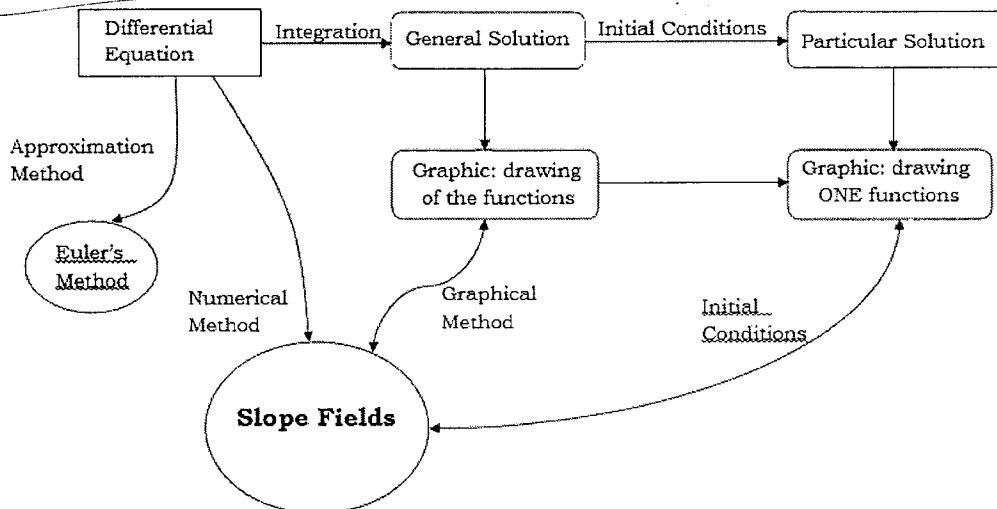 Differential
Equation
Integration
General Solution
Initial Conditions
Particular Solution
Approximation
Method
Graphic: drawing
of the functions
Graphic: drawing
ONE functions
Euler's
Method
Numerical
Method
Graphical
Method
Initial
Conditions
Slope Fields